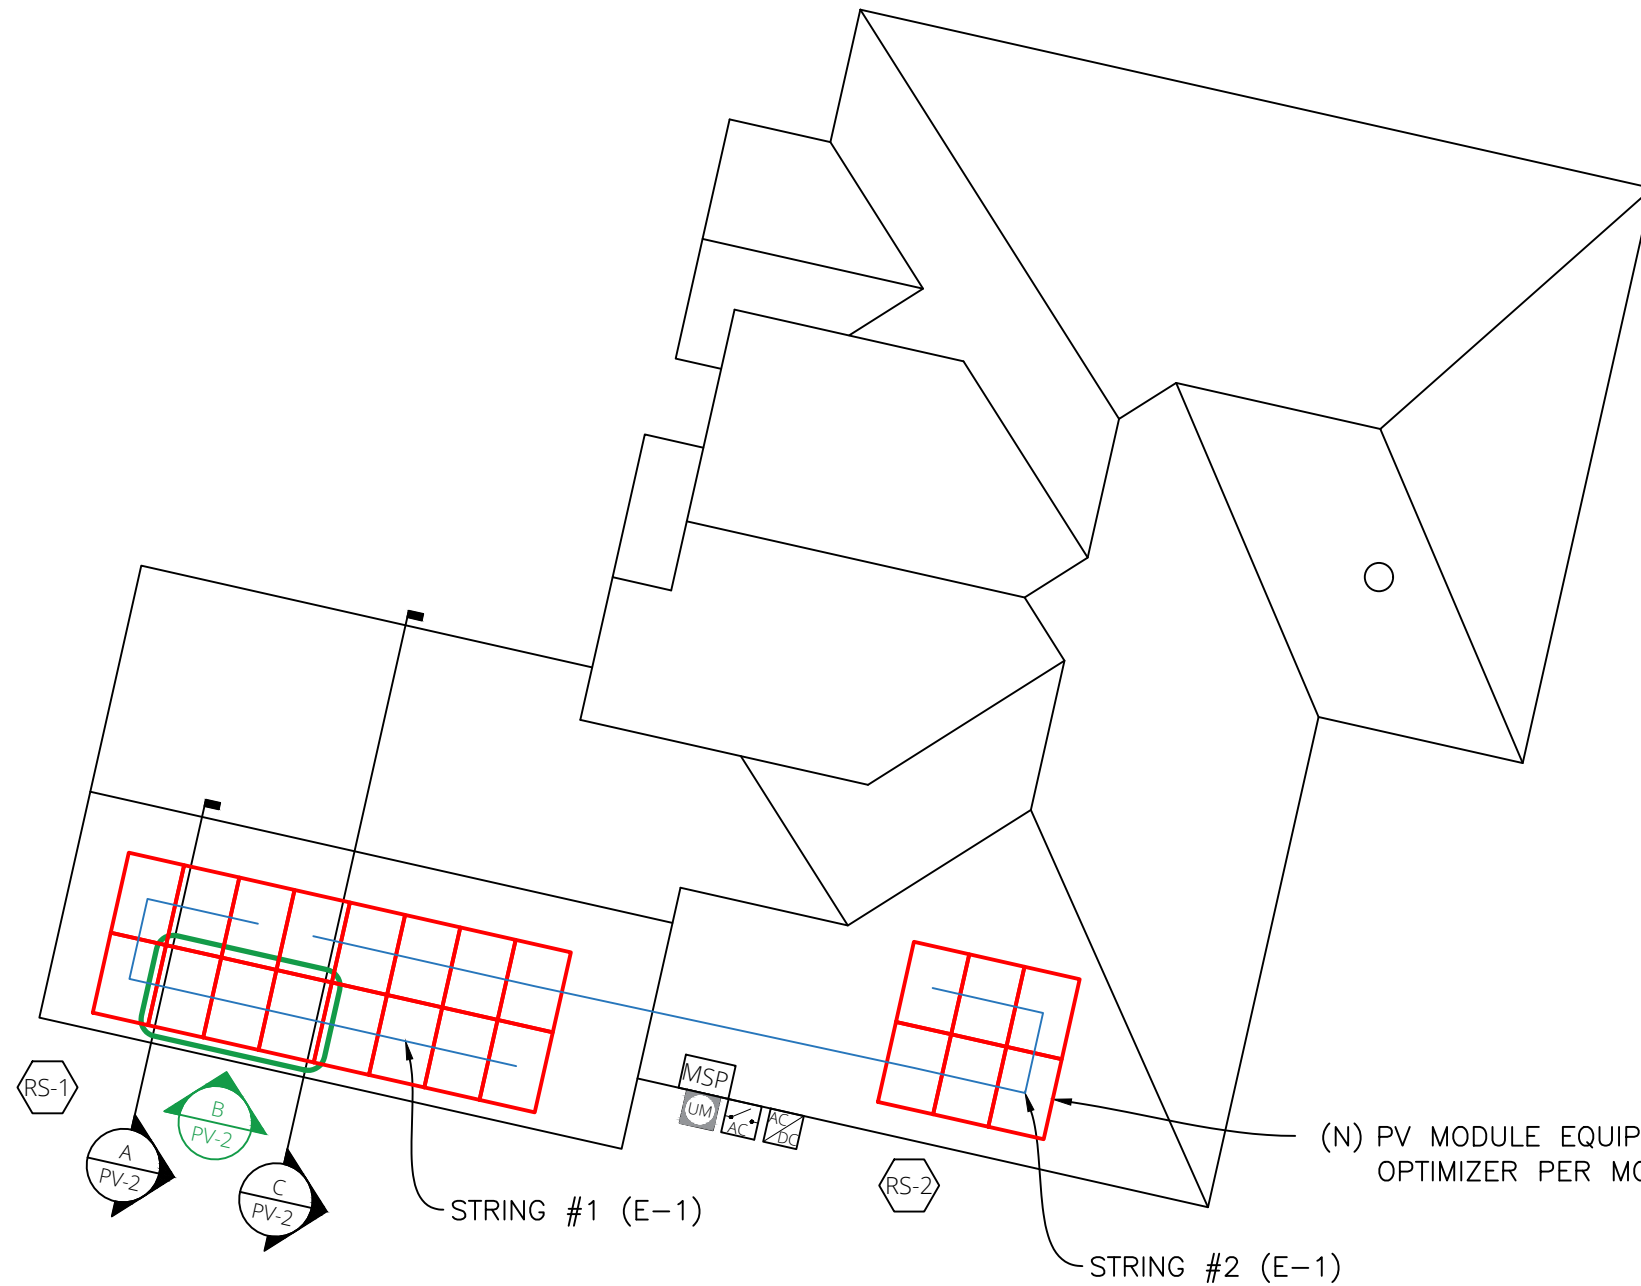 RS-1
MSP
UM
AC
AC
DC
B
PV-2
A
PV-2
C
PV-2
RS-2
(N) PV MODULE EQUIP
OPTIMIZER PER MO
STRING #1 (E-1)
STRING #2 (E-1)